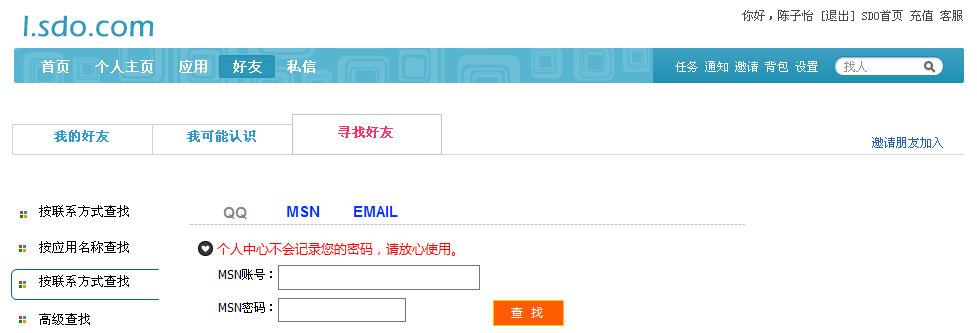 你好，陈子怡 [退出] SDO首页 充值 客服
l.sdo.com
首页 个人主页 应用 好友 私信 任务 通知 邀请 背包 设置 找人
我的好友 我可能认识 寻找好友
邀请朋友加入
按联系方式查找
按应用名称查找
按联系方式查找
高级查找
QQ MSN EMAIL
个人中心不会记录您的密码，请放心使用。
MSN账号：
MSN密码：
查 找